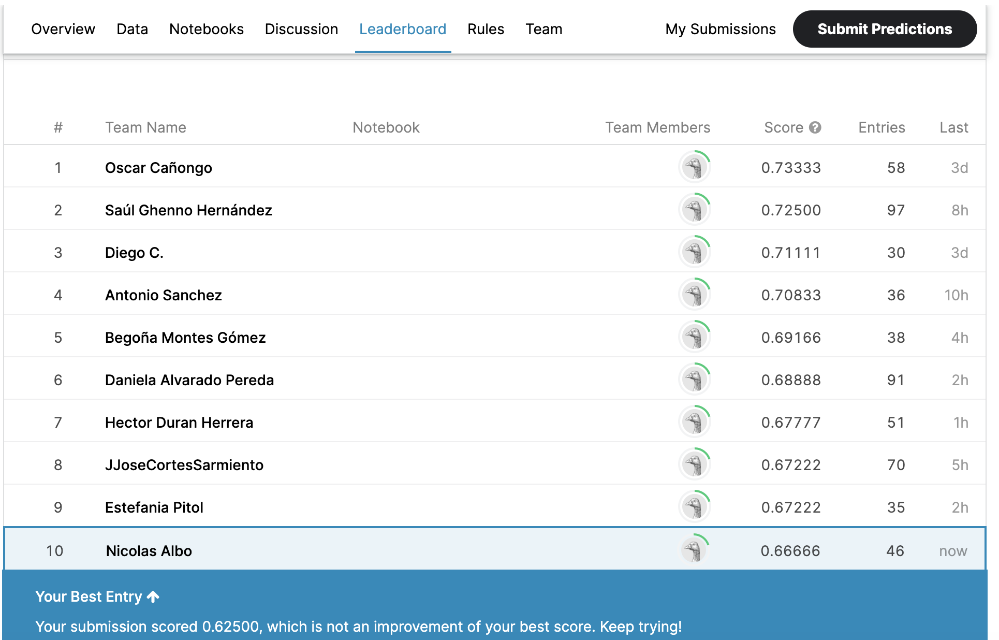 Overview Data Notebooks Discussion Leaderboard Rules Team My Submissions Submit Predictions
# Team Name Notebook Team Members Score ? Entries Last
1 Oscar Cañongo 0.73333 58 3d
2 Saúl Ghenno Hernández 0.72500 97 8h
3 Diego C. 0.71111 30 3d
4 Antonio Sanchez 0.70833 36 10h
5 Begoña Montes Gómez 0.69166 38 4h
6 Daniela Alvarado Pereda 0.68888 91 2h
7 Hector Duran Herrera 0.67777 51 1h
8 JJoseCortesSarmiento 0.67222 70 5h
9 Estefania Pitol 0.67222 35 2h
10 Nicolas Albo 0.66666 46 now
Your Best Entry ↑
Your submission scored 0.62500, which is not an improvement of your best score. Keep trying!